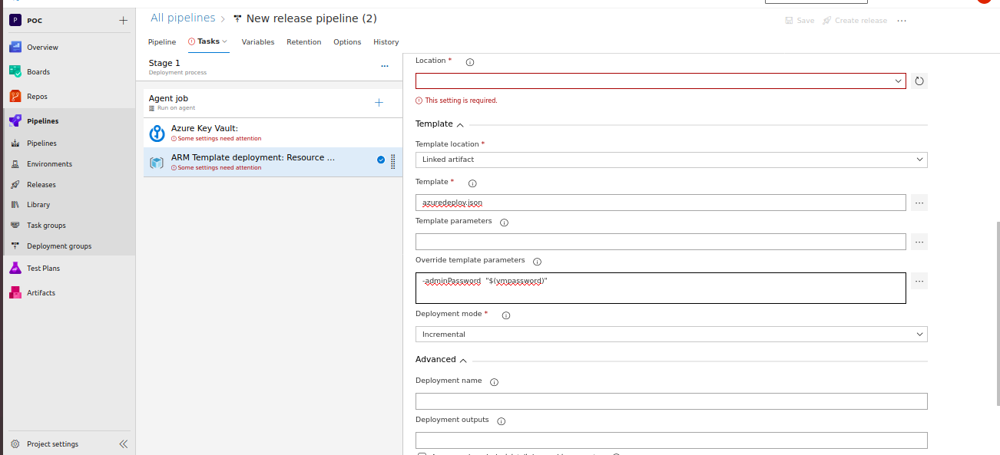 P POC
Overview
Boards
Repos
Pipelines
Pipelines
Environments
Releases
Library
Task groups
Deployment groups
Test Plans
Artifacts
Project settings
All pipelines > New release pipeline (2)
Save Create release ...
Pipeline Tasks Variables Retention Options History
Stage 1
Deployment process
...
Agent job
Run on agent
Azure Key Vault:
Some settings need attention
ARM Template deployment: Resource ...
Some settings need attention
Location *
This setting is required.
Template
Template location *
Linked artifact
Template *
azuredeploy.json
...
Template parameters
...
Override template parameters
-adminPassword "$(vmpassword)"
...
Deployment mode *
Incremental
Advanced
Deployment name
Deployment outputs